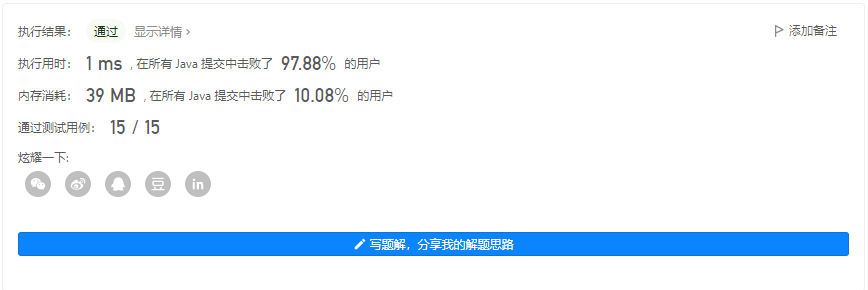 执行结果： 通过 显示详情 › 添加备注
执行用时： 1 ms , 在所有 Java 提交中击败了 97.88% 的用户
内存消耗： 39 MB , 在所有 Java 提交中击败了 10.08% 的用户
通过测试用例： 15 / 15
炫耀一下:
豆 in
写题解，分享我的解题思路